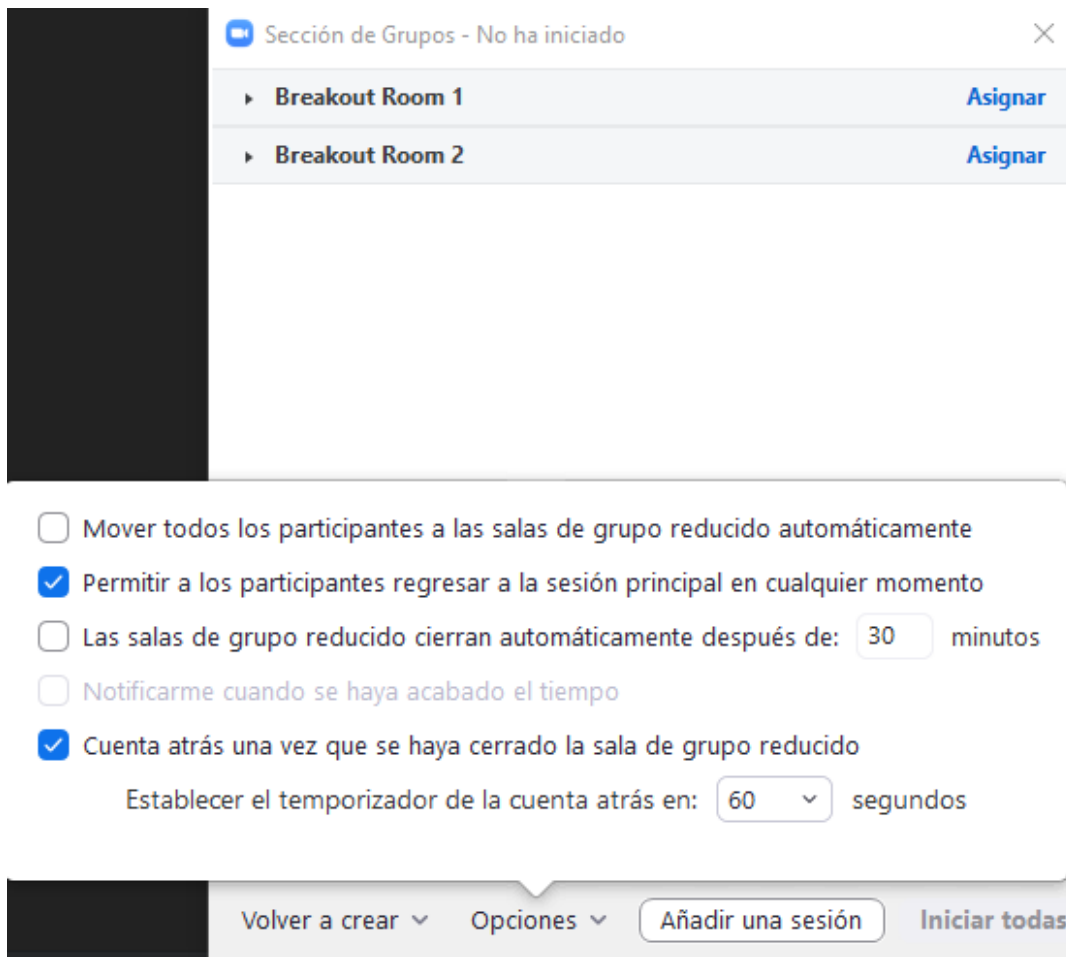 Sección de Grupos - No ha iniciado
Breakout Room 1 Asignar
Breakout Room 2 Asignar
Mover todos los participantes a las salas de grupo reducido automáticamente
Permitir a los participantes regresar a la sesión principal en cualquier momento
Las salas de grupo reducido cierran automáticamente después de: 30 minutos
Notificarme cuando se haya acabado el tiempo
Cuenta atrás una vez que se haya cerrado la sala de grupo reducido
Establecer el temporizador de la cuenta atrás en: 60 segundos
Volver a crear Opciones Añadir una sesión Iniciar todas